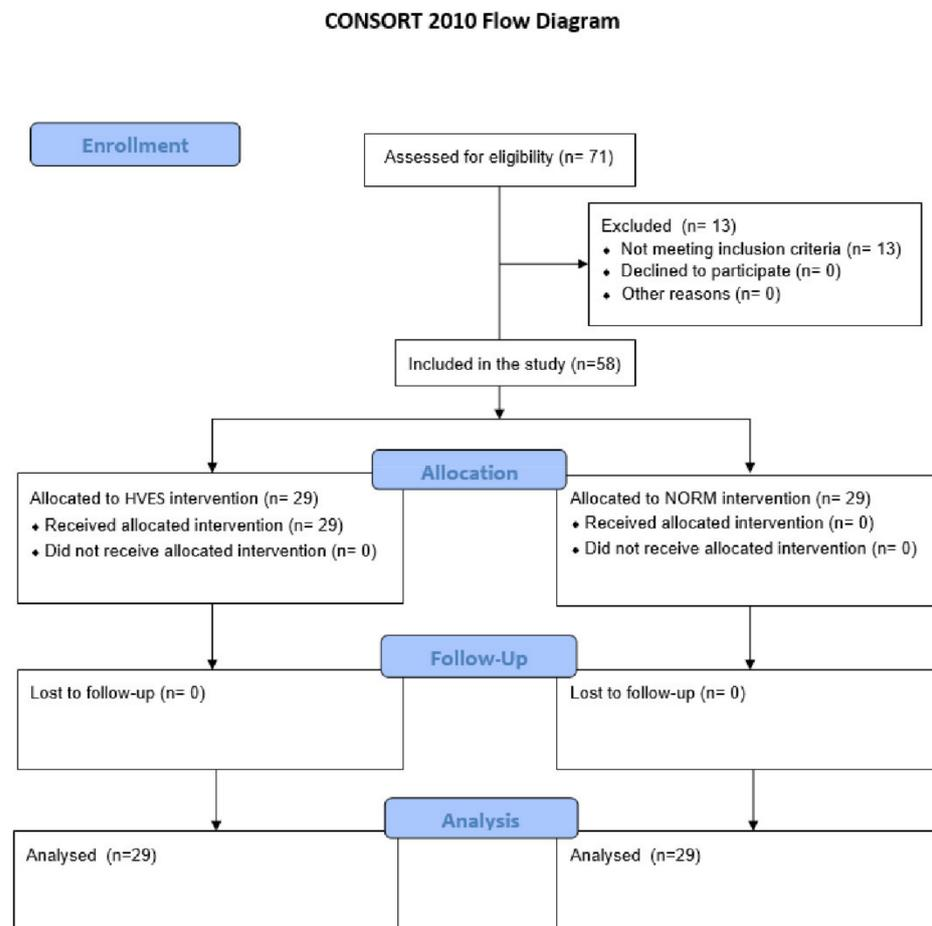 CONSORT 2010 Flow Diagram
Enrollment
Assessed for eligibility (n= 71)
Excluded (n= 13)
⬥ Not meeting inclusion criteria (n= 13)
⬥ Declined to participate (n= 0)
⬥ Other reasons (n= 0)
Included in the study (n=58)
Allocation
Allocated to HVES intervention (n= 29)
⬥ Received allocated intervention (n= 29)
⬥ Did not receive allocated intervention (n= 0)
Allocated to NORM intervention (n= 29)
⬥ Received allocated intervention (n= 0)
⬥ Did not receive allocated intervention (n= 0)
Follow-Up
Lost to follow-up (n= 0)
Lost to follow-up (n= 0)
Analysis
Analysed (n=29)
Analysed (n=29)